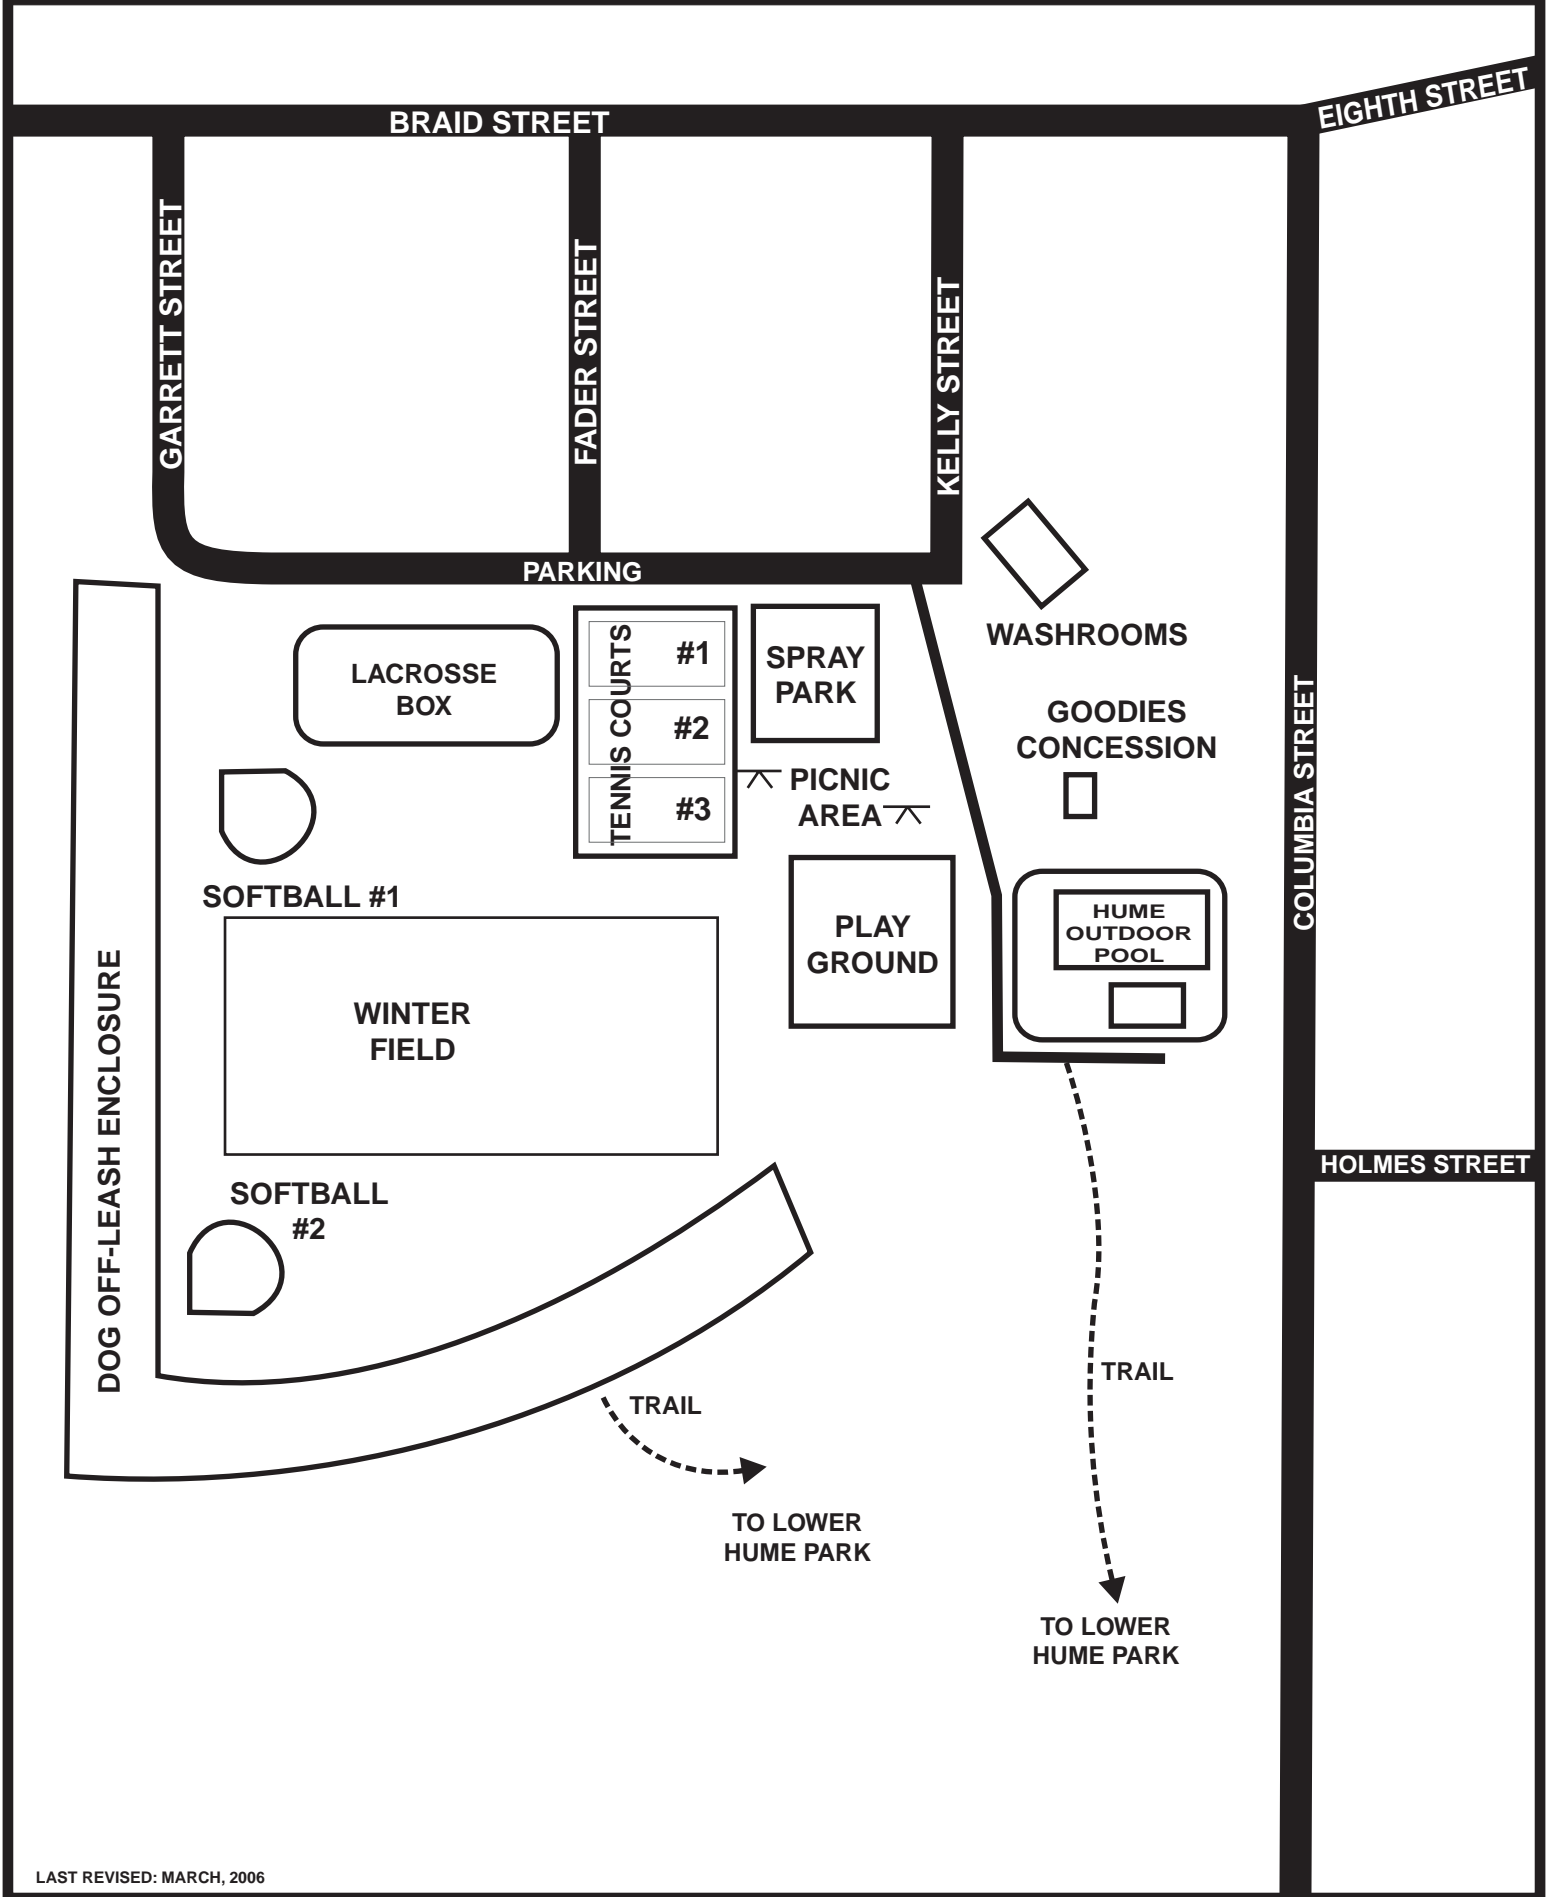 EIGHTH STREET
BRAID STREET
GARRETT STREET
FADER STREET
KELLY STREET
PARKING
WASHROOMS
LACROSSE
BOX
TENNIS COURTS
#1
#2
#3
SPRAY
PARK
GOODIES
CONCESSION
COLUMBIA STREET
PICNIC
AREA
SOFTBALL #1
PLAY
GROUND
HUME
OUTDOOR
POOL
WINTER
FIELD
DOG OFF-LEASH ENCLOSURE
HOLMES STREET
SOFTBALL
#2
TRAIL
TRAIL
TO LOWER
HUME PARK
TO LOWER
HUME PARK
LAST REVISED: MARCH, 2006